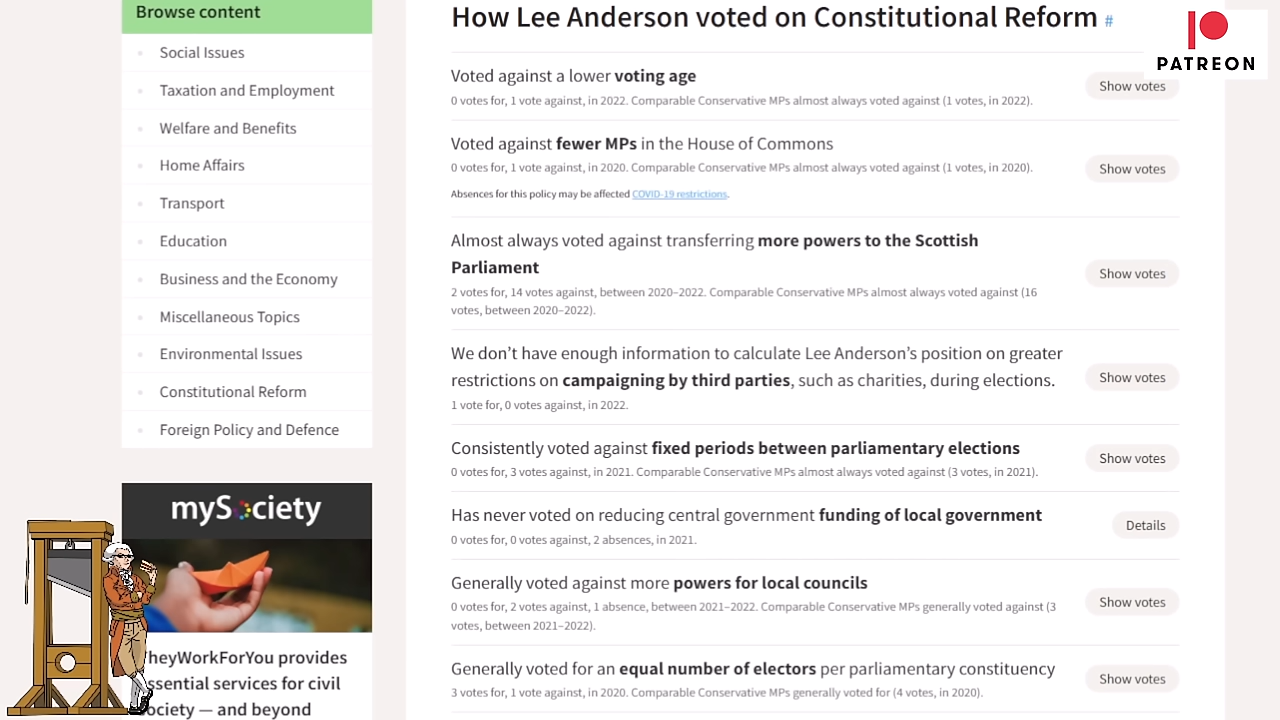 Browse content
Social Issues
Taxation and Employment
Welfare and Benefits
Home Affairs
Transport
Education
Business and the Economy
Miscellaneous Topics
Environmental Issues
Constitutional Reform
Foreign Policy and Defence
mySociety
heyWorkForYou provides
ssential services for civil
ociety — and beyond
How Lee Anderson voted on Constitutional Reform #
PATREON
Voted against a lower voting age
0 votes for, 1 vote against, in 2022. Comparable Conservative MPs almost always voted against (1 votes, in 2022).
Show votes
Voted against fewer MPs in the House of Commons
0 votes for, 1 vote against, in 2020. Comparable Conservative MPs almost always voted against (1 votes, in 2020).
Absences for this policy may be affected COVID-19 restrictions.
Show votes
Almost always voted against transferring more powers to the Scottish
Parliament
2 votes for, 14 votes against, between 2020–2022. Comparable Conservative MPs almost always voted against (16
votes, between 2020–2022).
Show votes
We don’t have enough information to calculate Lee Anderson’s position on greater
restrictions on campaigning by third parties, such as charities, during elections.
1 vote for, 0 votes against, in 2022.
Show votes
Consistently voted against fixed periods between parliamentary elections
0 votes for, 3 votes against, in 2021. Comparable Conservative MPs almost always voted against (3 votes, in 2021).
Show votes
Has never voted on reducing central government funding of local government
0 votes for, 0 votes against, 2 absences, in 2021.
Details
Generally voted against more powers for local councils
0 votes for, 2 votes against, 1 absence, between 2021–2022. Comparable Conservative MPs generally voted against (3
votes, between 2021–2022).
Show votes
Generally voted for an equal number of electors per parliamentary constituency
3 votes for, 1 vote against, in 2020. Comparable Conservative MPs generally voted for (4 votes, in 2020).
Show votes